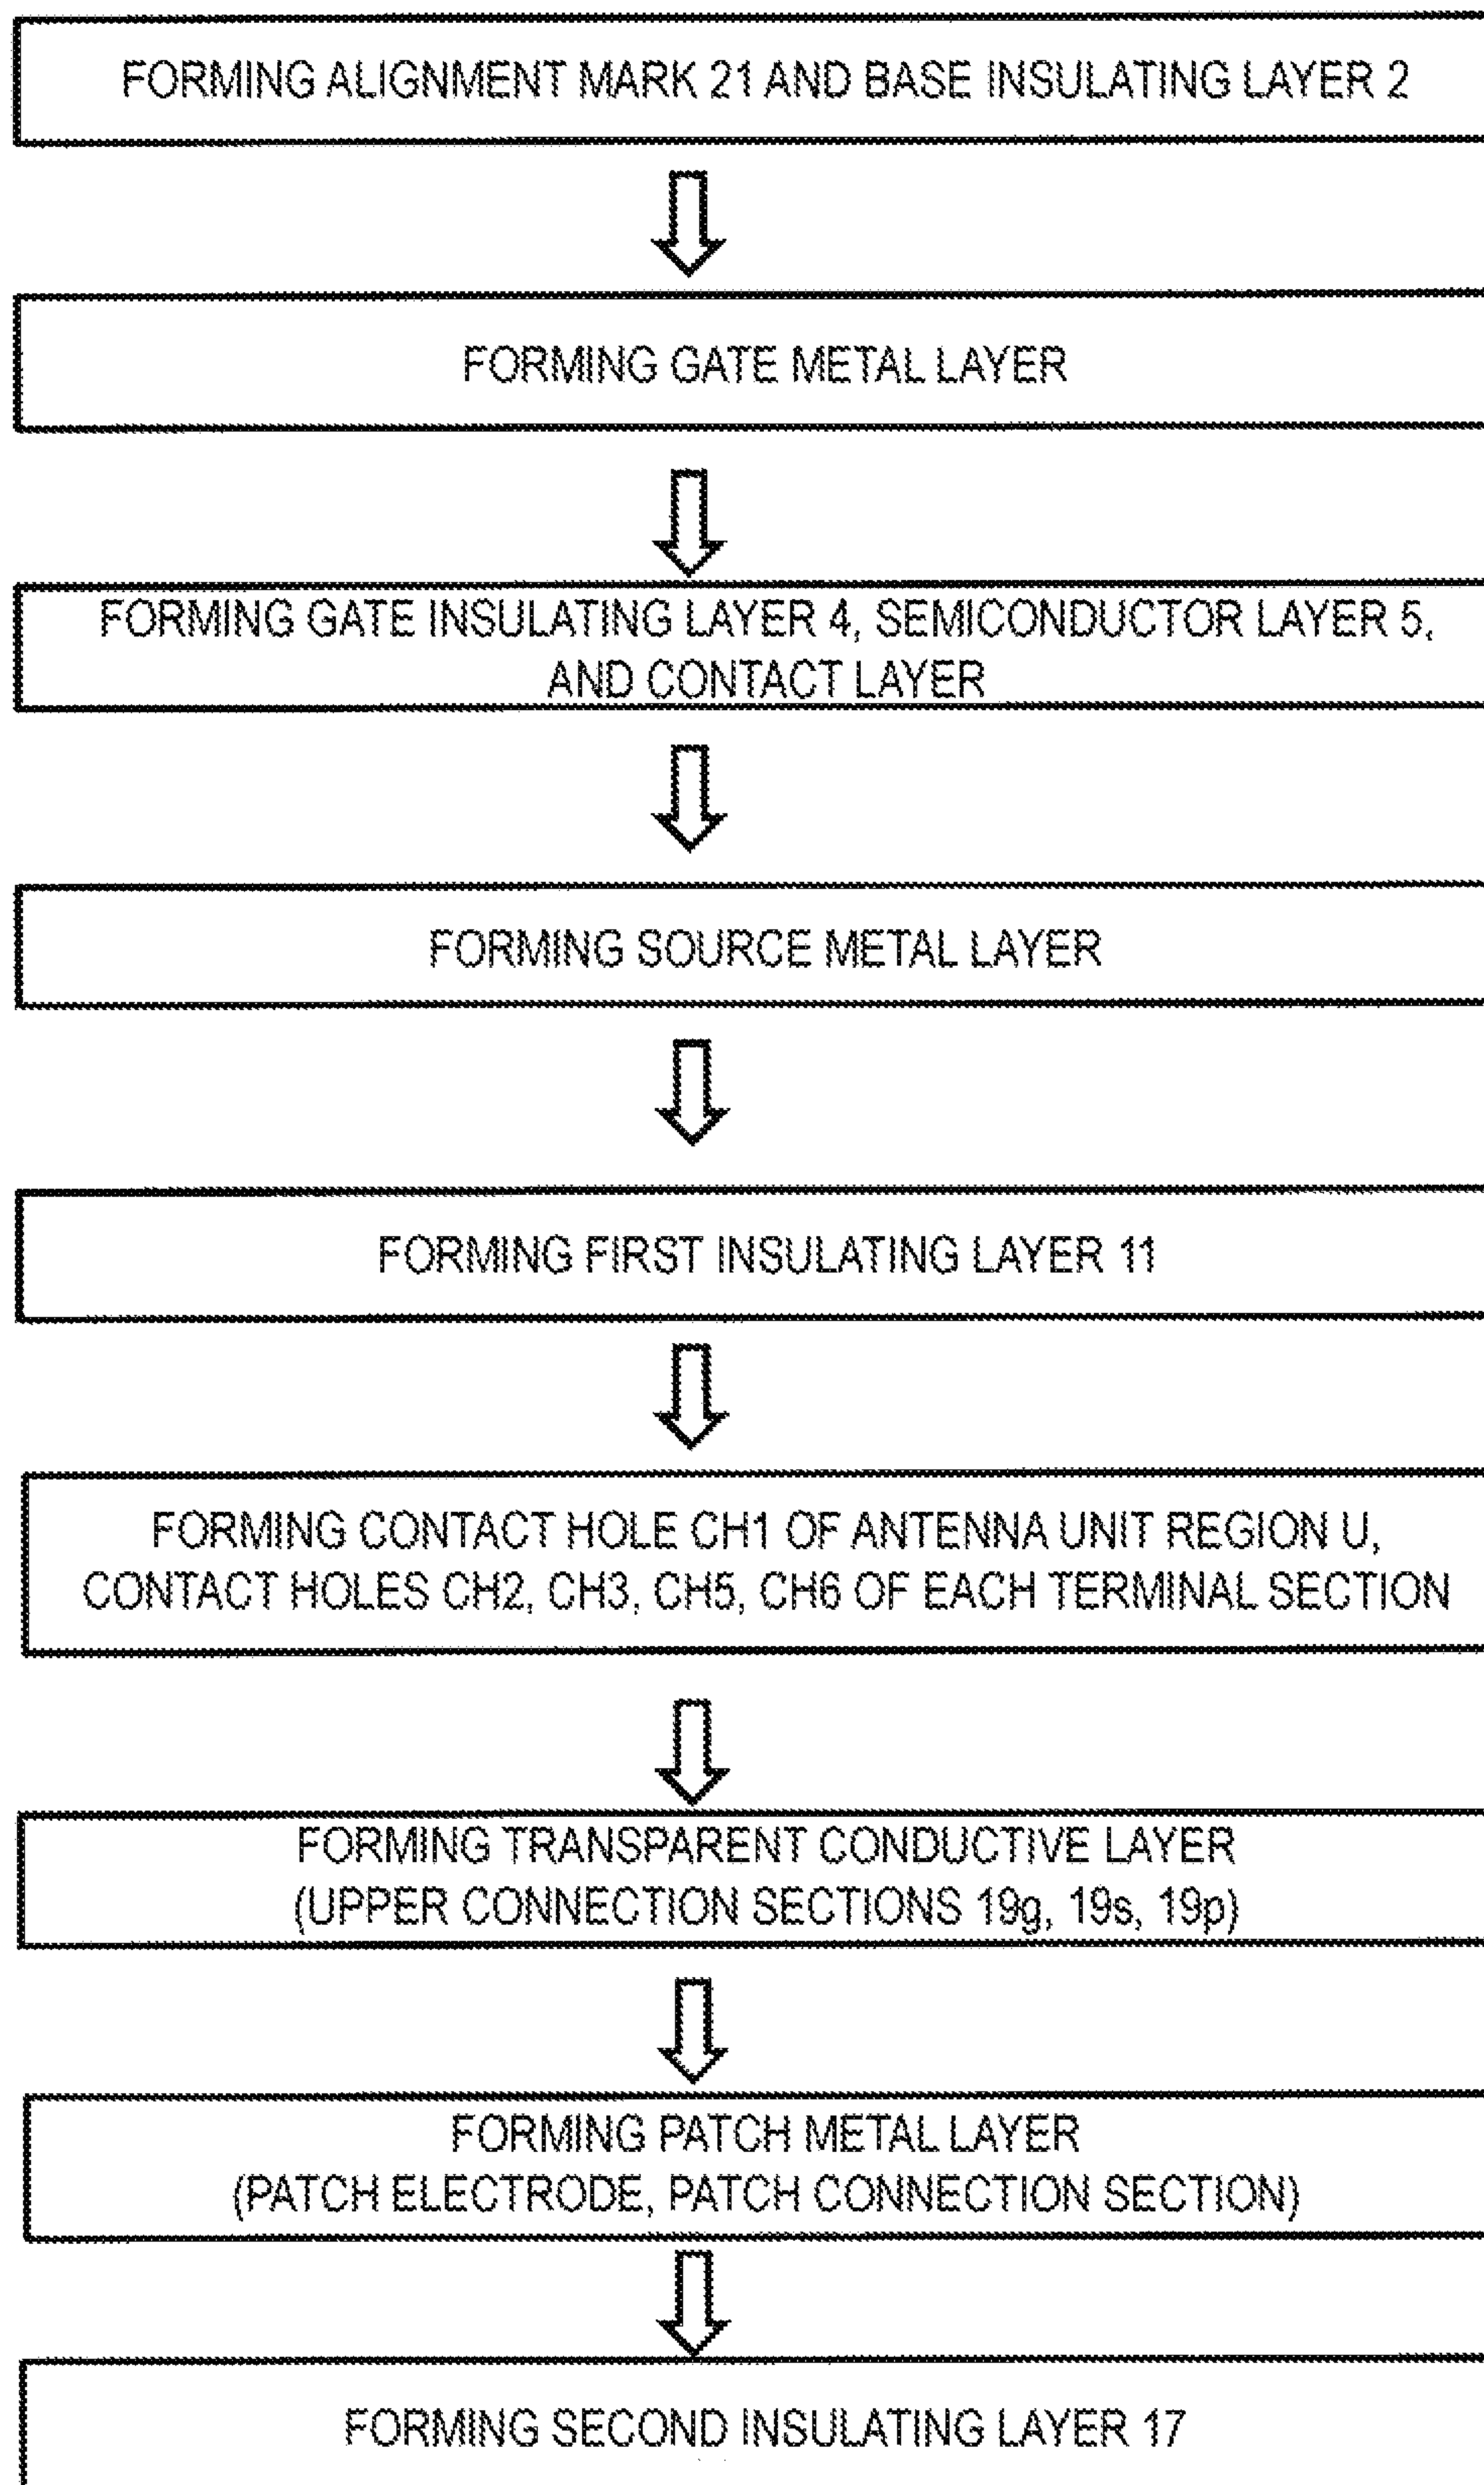 FORMING ALIGNMENT MARK 21 AND BASE INSULATING LAYER 2
FORMING GATE METAL LAYER
FORMING GATE INSULATING LAYER 4, SEMICONDUCTOR LAYER 5,
AND CONTACT LAYER
FORMING SOURCE METAL LAYER
FORMING FIRST INSULATING LAYER 11
FORMING CONTACT HOLE CH1 OF ANTENNA UNIT REGION U,
CONTACT HOLES CH2, CH3, CH5, CH6 OF EACH TERMINAL SECTION
FORMING TRANSPARENT CONDUCTIVE LAYER
(UPPER CONNECTION SECTIONS 19g, 19s, 19p)
FORMING PATCH METAL LAYER
(PATCH ELECTRODE, PATCH CONNECTION SECTION)
FORMING SECOND INSULATING LAYER 17